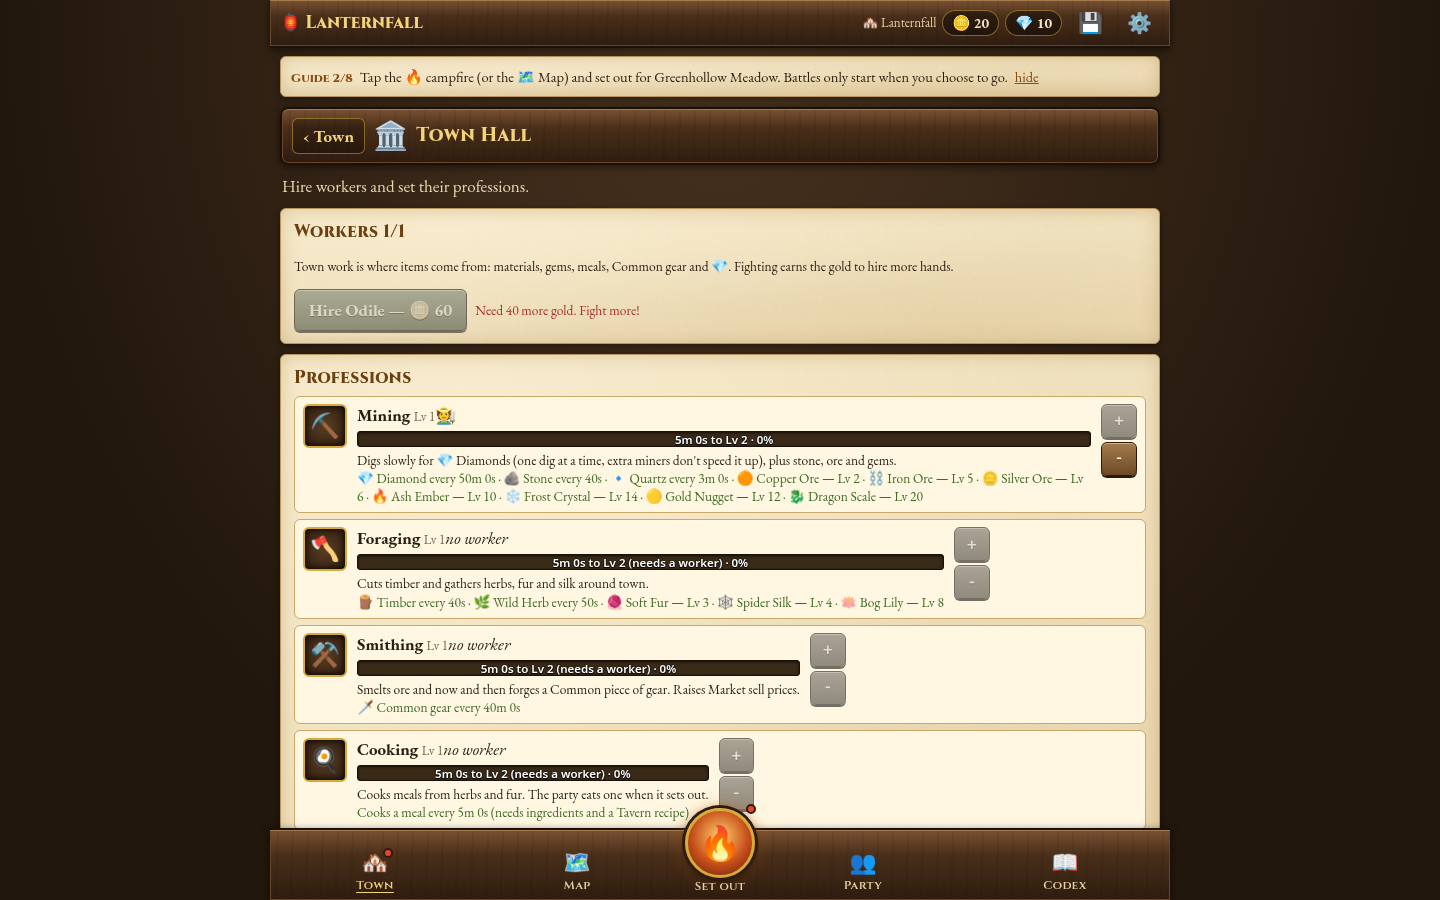 Lanternfall
Lanternfall 20 10
Guide 2/8 Tap the 🔥 campfire (or the 🗺️ Map) and set out for Greenhollow Meadow. Battles only start when you choose to go. hide
‹ Town Town Hall
Hire workers and set their professions.
Workers 1/1
Town work is where items come from: materials, gems, meals, Common gear and 💎. Fighting earns the gold to hire more hands.
Hire Odile — 🪙 60 Need 40 more gold. Fight more!
Professions
Mining Lv 1
+
5m 0s to Lv 2 · 0%
Digs slowly for 💎 Diamonds (one dig at a time, extra miners don't speed it up), plus stone, ore and gems.
-
💎 Diamond every 50m 0s · 🪨 Stone every 40s · 🔹 Quartz every 3m 0s · 🟠 Copper Ore — Lv 2 · ⛓️ Iron Ore — Lv 5 · 🪙 Silver Ore — Lv
6 · 🔥 Ash Ember — Lv 10 · ❄️ Frost Crystal — Lv 14 · 🟡 Gold Nugget — Lv 12 · 🐉 Dragon Scale — Lv 20
Foraging Lv 1 no worker
+
5m 0s to Lv 2 (needs a worker) · 0%
Cuts timber and gathers herbs, fur and silk around town.
-
🪵 Timber every 40s · 🌿 Wild Herb every 50s · 🧶 Soft Fur — Lv 3 · 🕸️ Spider Silk — Lv 4 · 🪷 Bog Lily — Lv 8
Smithing Lv 1 no worker
+
5m 0s to Lv 2 (needs a worker) · 0%
Smelts ore and now and then forges a Common piece of gear. Raises Market sell prices.
-
🗡️ Common gear every 40m 0s
Cooking Lv 1 no worker
+
5m 0s to Lv 2 (needs a worker) · 0%
Cooks meals from herbs and fur. The party eats one when it sets out.
-
Cooks a meal every 5m 0s (needs ingredients and a Tavern recipe)
Town Map Set out Party Codex